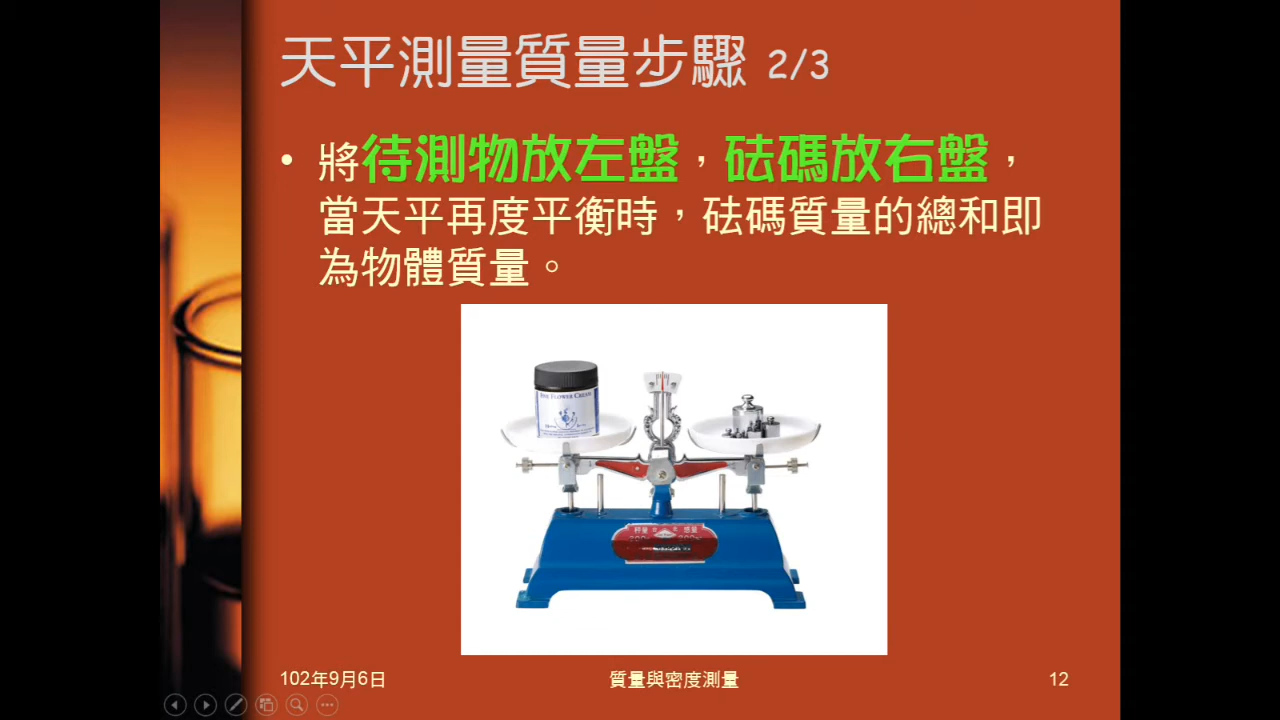 天平測量質量步驟 2/3
• 將待測物放左盤，砝碼放右盤，
當天平再度平衡時，砝碼質量的總和即
為物體質量。
102年9月6日
質量與密度測量
12